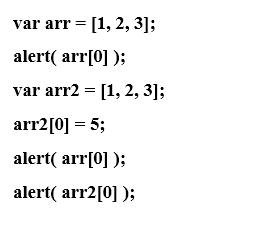 var arr = [1, 2, 3];
alert( arr[0] );
var arr2 = [1, 2, 3];
arr2[0] = 5;
alert( arr[0] );
alert( arr2[0] );